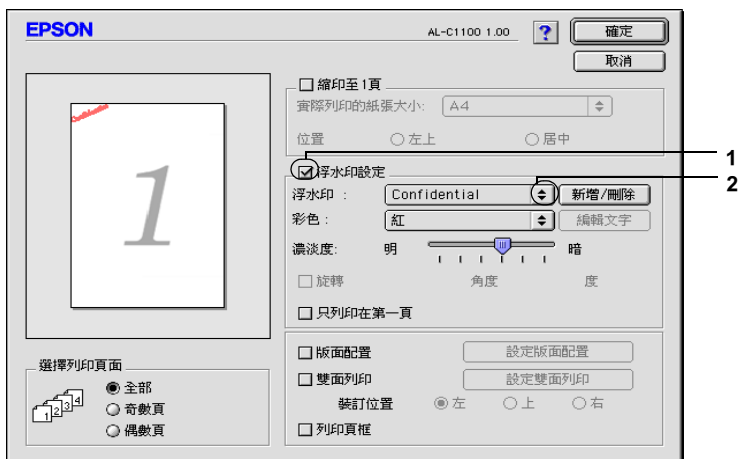 EPSON
AL-C1100 1.00
?
確定
取消
Confidential
1
縮印至1頁
實際列印的紙張大小: A4
位置 左上 居中
浮水印設定
浮水印 : Confidential 新增/刪除
彩色 : 紅 編輯文字
濃淡度: 明 暗
旋轉 角度 度
只列印在第一頁
1
2
選擇列印頁面
1 2 3 4
全部
奇數頁
偶數頁
版面配置 設定版面配置
雙面列印 設定雙面列印
裝訂位置 左 上 右
列印頁框